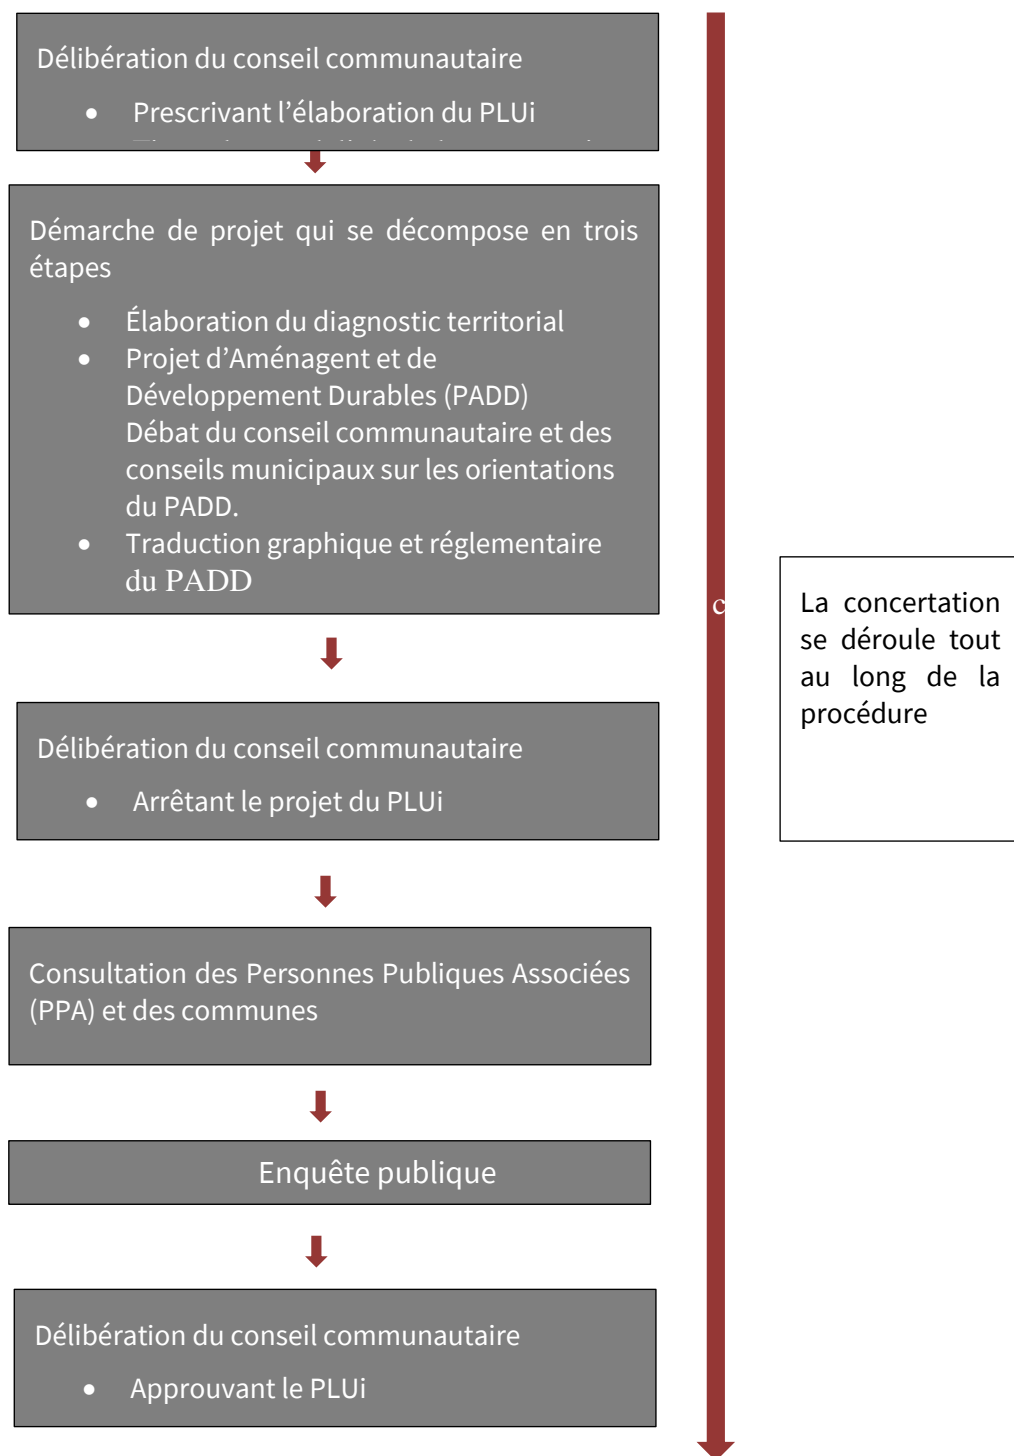 Délibération du conseil communautaire
• Prescrivant l’élaboration du PLUi
Démarche de projet qui se décompose en trois
étapes
• Élaboration du diagnostic territorial
• Projet d’Aménagent et de
Développement Durables (PADD)
Débat du conseil communautaire et des
conseils municipaux sur les orientations
du PADD.
• Traduction graphique et réglementaire
du PADD
Délibération du conseil communautaire
• Arrêtant le projet du PLUi
Consultation des Personnes Publiques Associées
(PPA) et des communes
Enquête publique
Délibération du conseil communautaire
• Approuvant le PLUi
c
La concertation
se déroule tout
au long de la
procédure